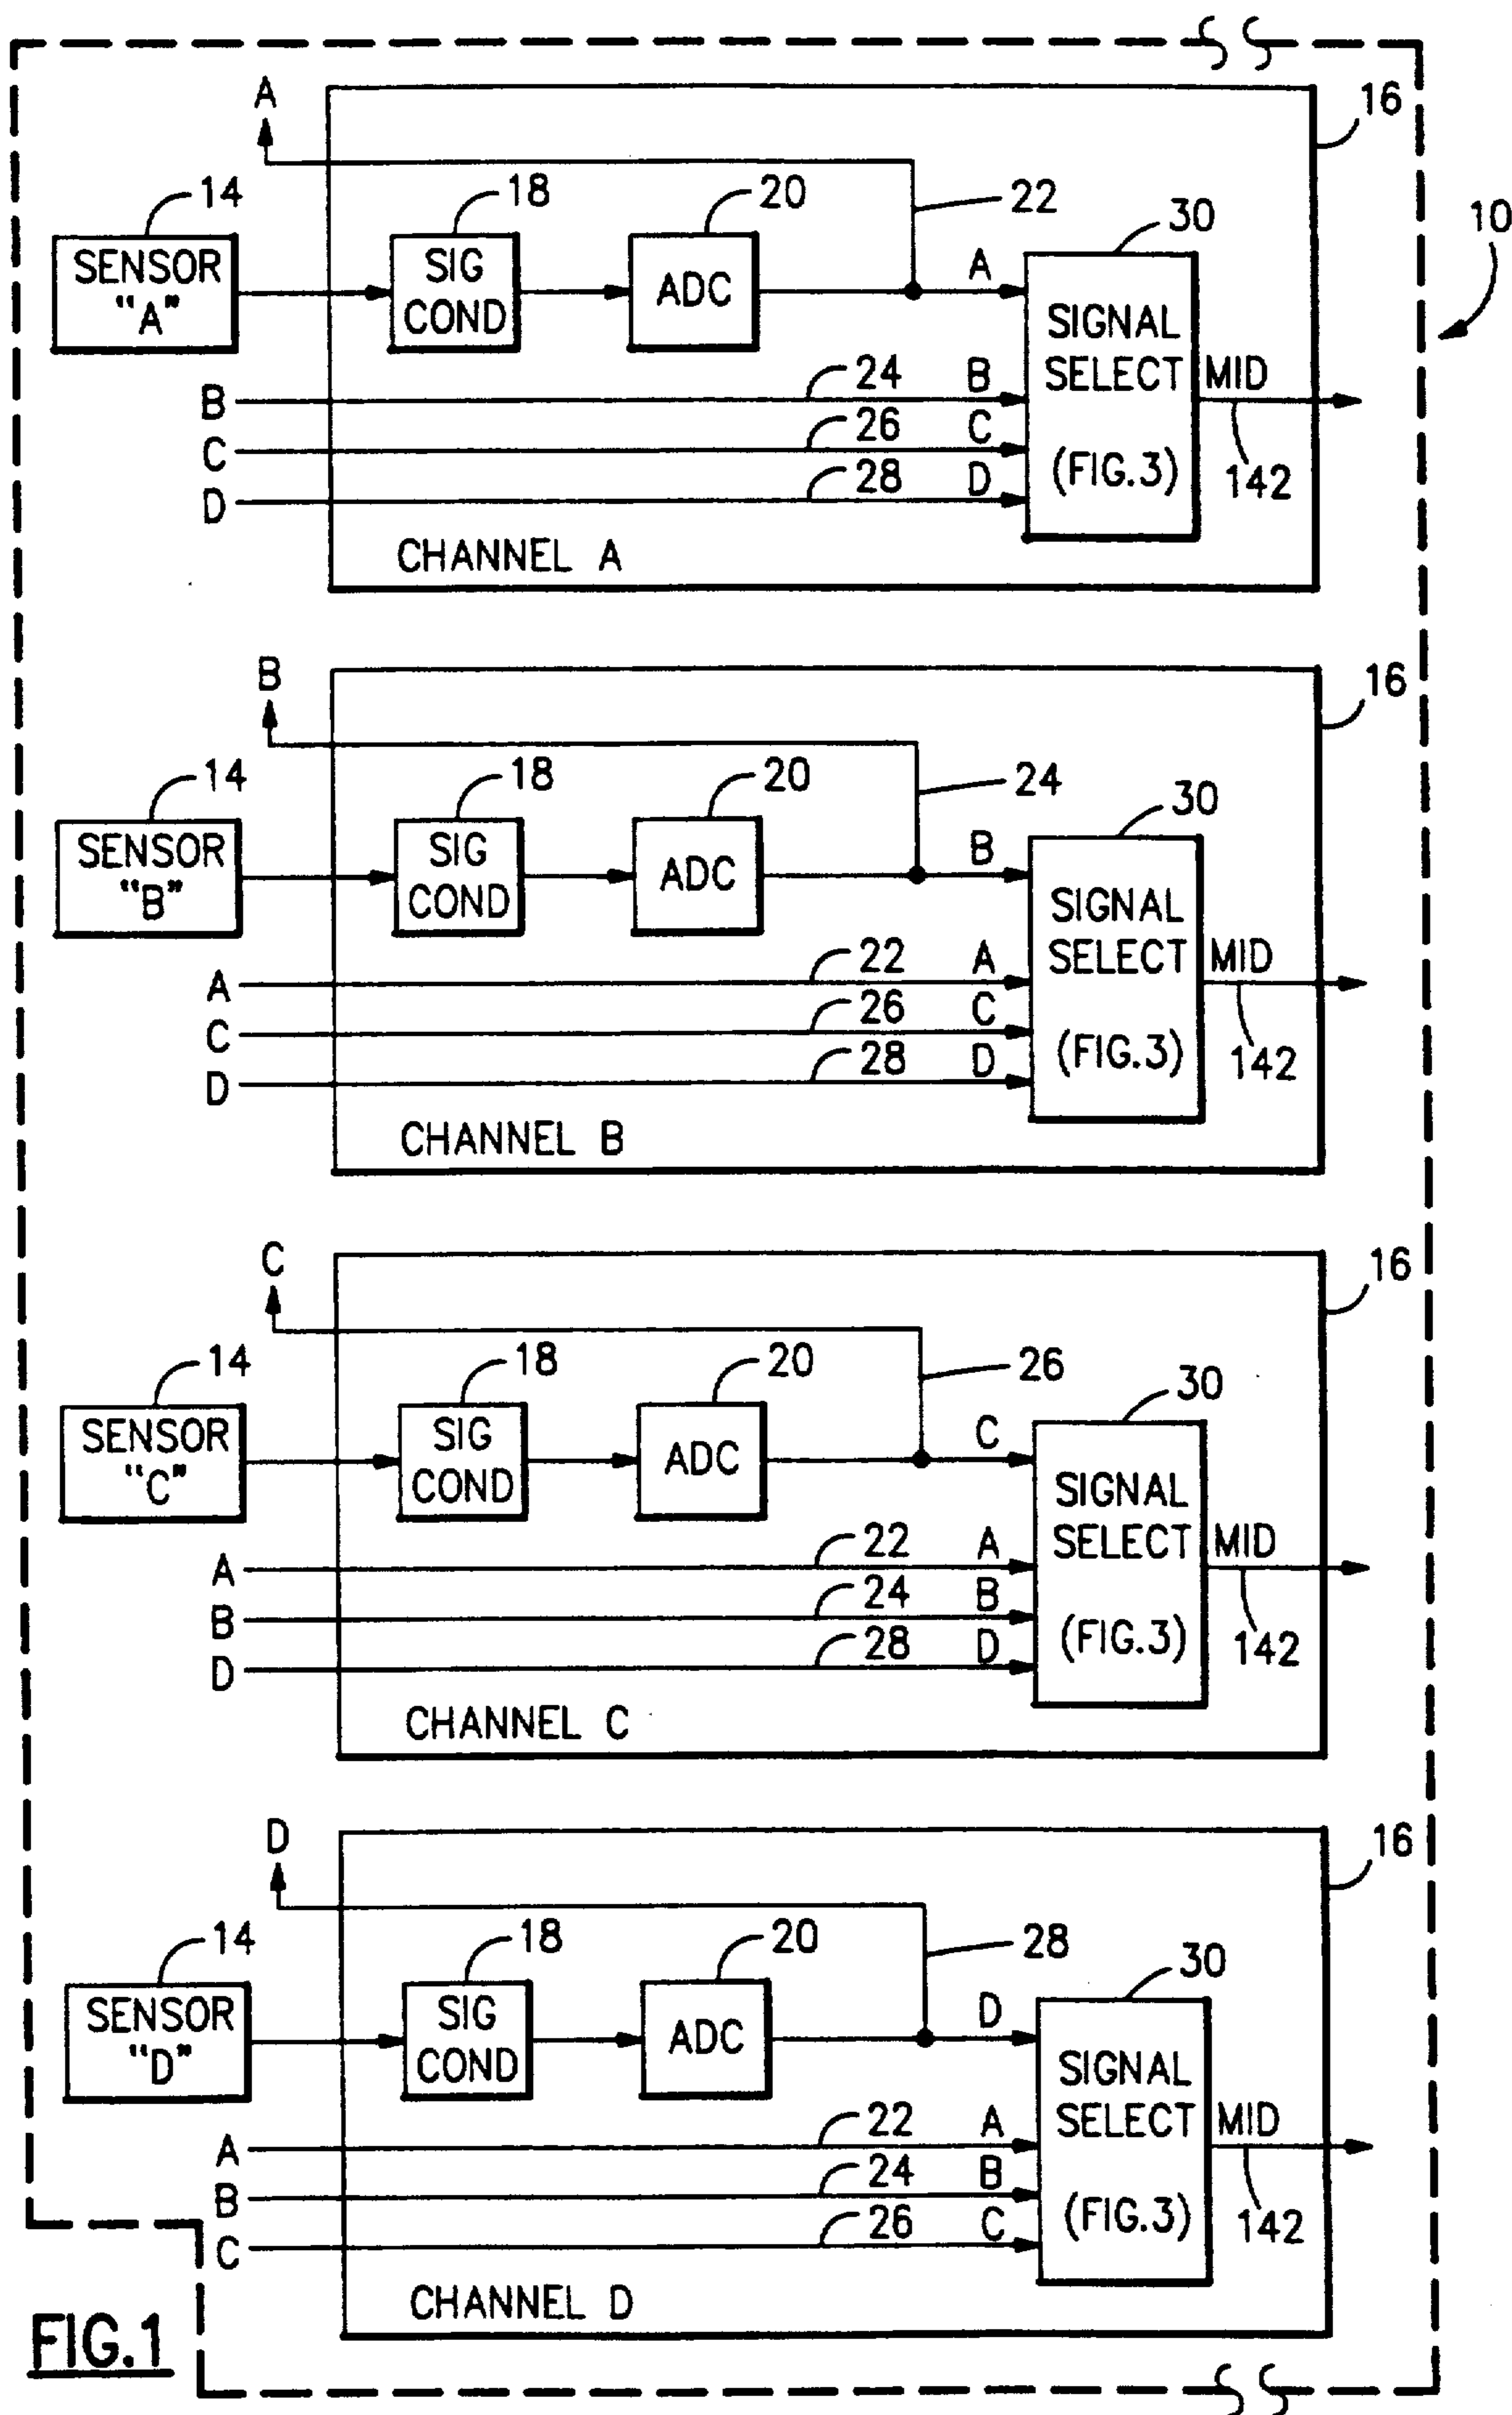 A
16
14
18
20
22
30
10
SENSOR
"A"
SIG
COND
ADC
A
SIGNAL
SELECT
(FIG.3)
MID
142
B
24
B
C
26
C
D
28
D
CHANNEL A
B
16
14
18
20
24
30
SENSOR
"B"
SIG
COND
ADC
B
SIGNAL
SELECT
(FIG.3)
MID
142
A
22
A
C
26
C
D
28
D
CHANNEL B
C
16
14
18
20
26
30
SENSOR
"C"
SIG
COND
ADC
C
SIGNAL
SELECT
(FIG.3)
MID
142
A
22
A
B
24
B
D
28
D
CHANNEL C
D
16
14
18
20
28
30
SENSOR
"D"
SIG
COND
ADC
D
SIGNAL
SELECT
(FIG.3)
MID
142
A
22
A
B
24
B
C
26
C
CHANNEL D
FIG.1